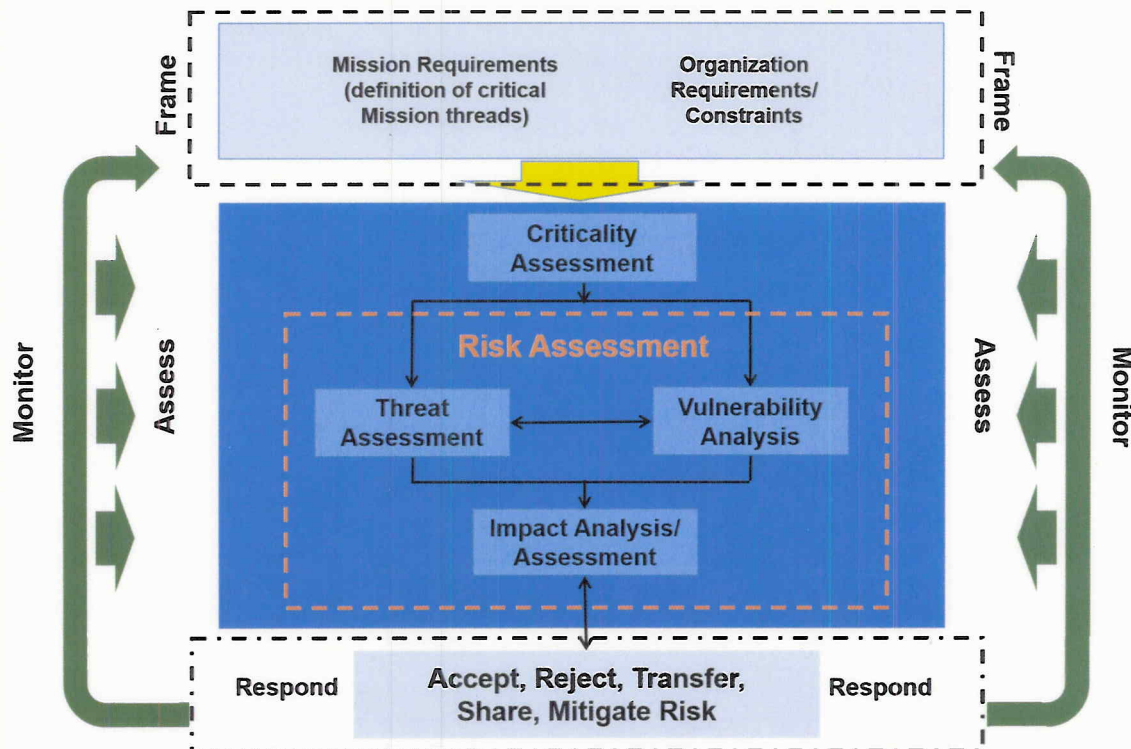 Frame
Mission Requirements
(definition of critical
Mission threads)
Organization
Requirements/
Constraints
Frame
Criticality
Assessment
Risk Assessment
Threat
Assessment
Vulnerability
Analysis
Impact Analysis/
Assessment
Monitor
Assess
Assess
Monitor
Respond
Accept, Reject, Transfer,
Share, Mitigate Risk
Respond